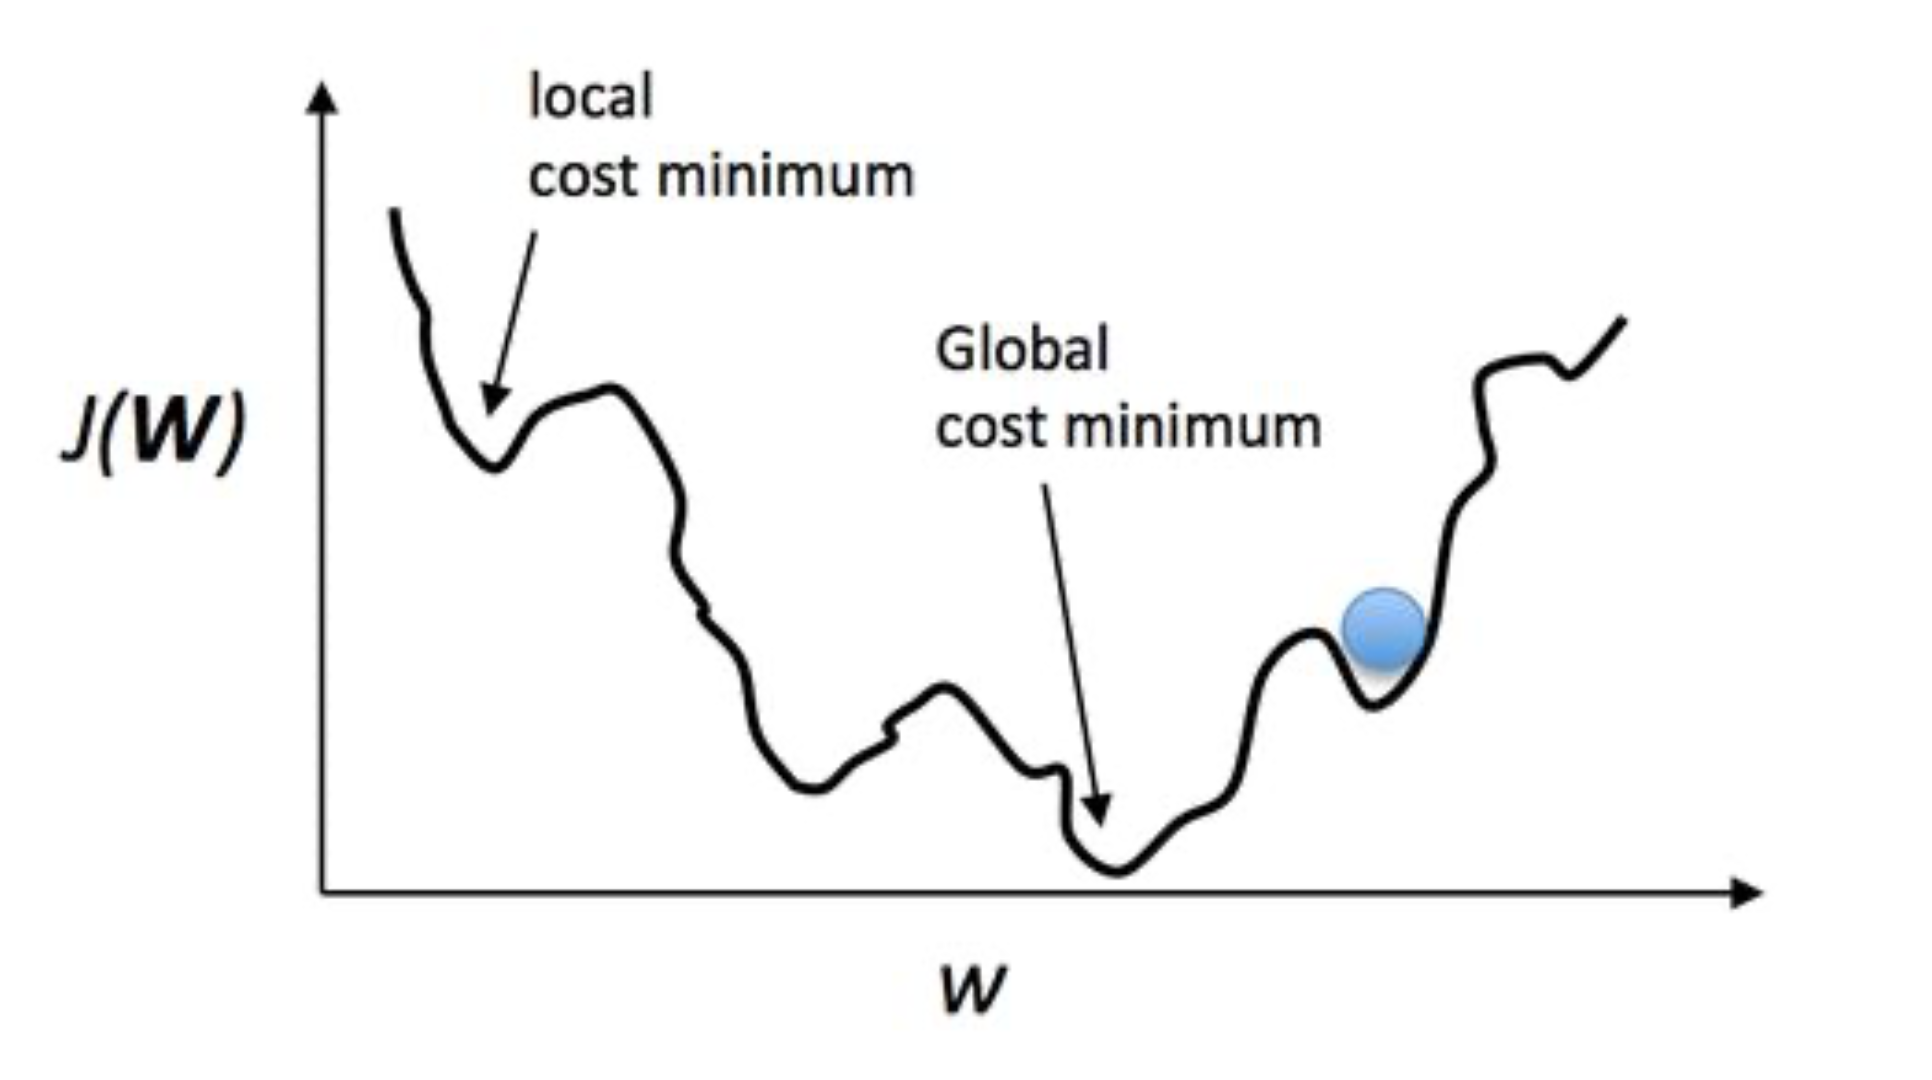 local
cost minimum
Global
cost minimum
J(W)
w